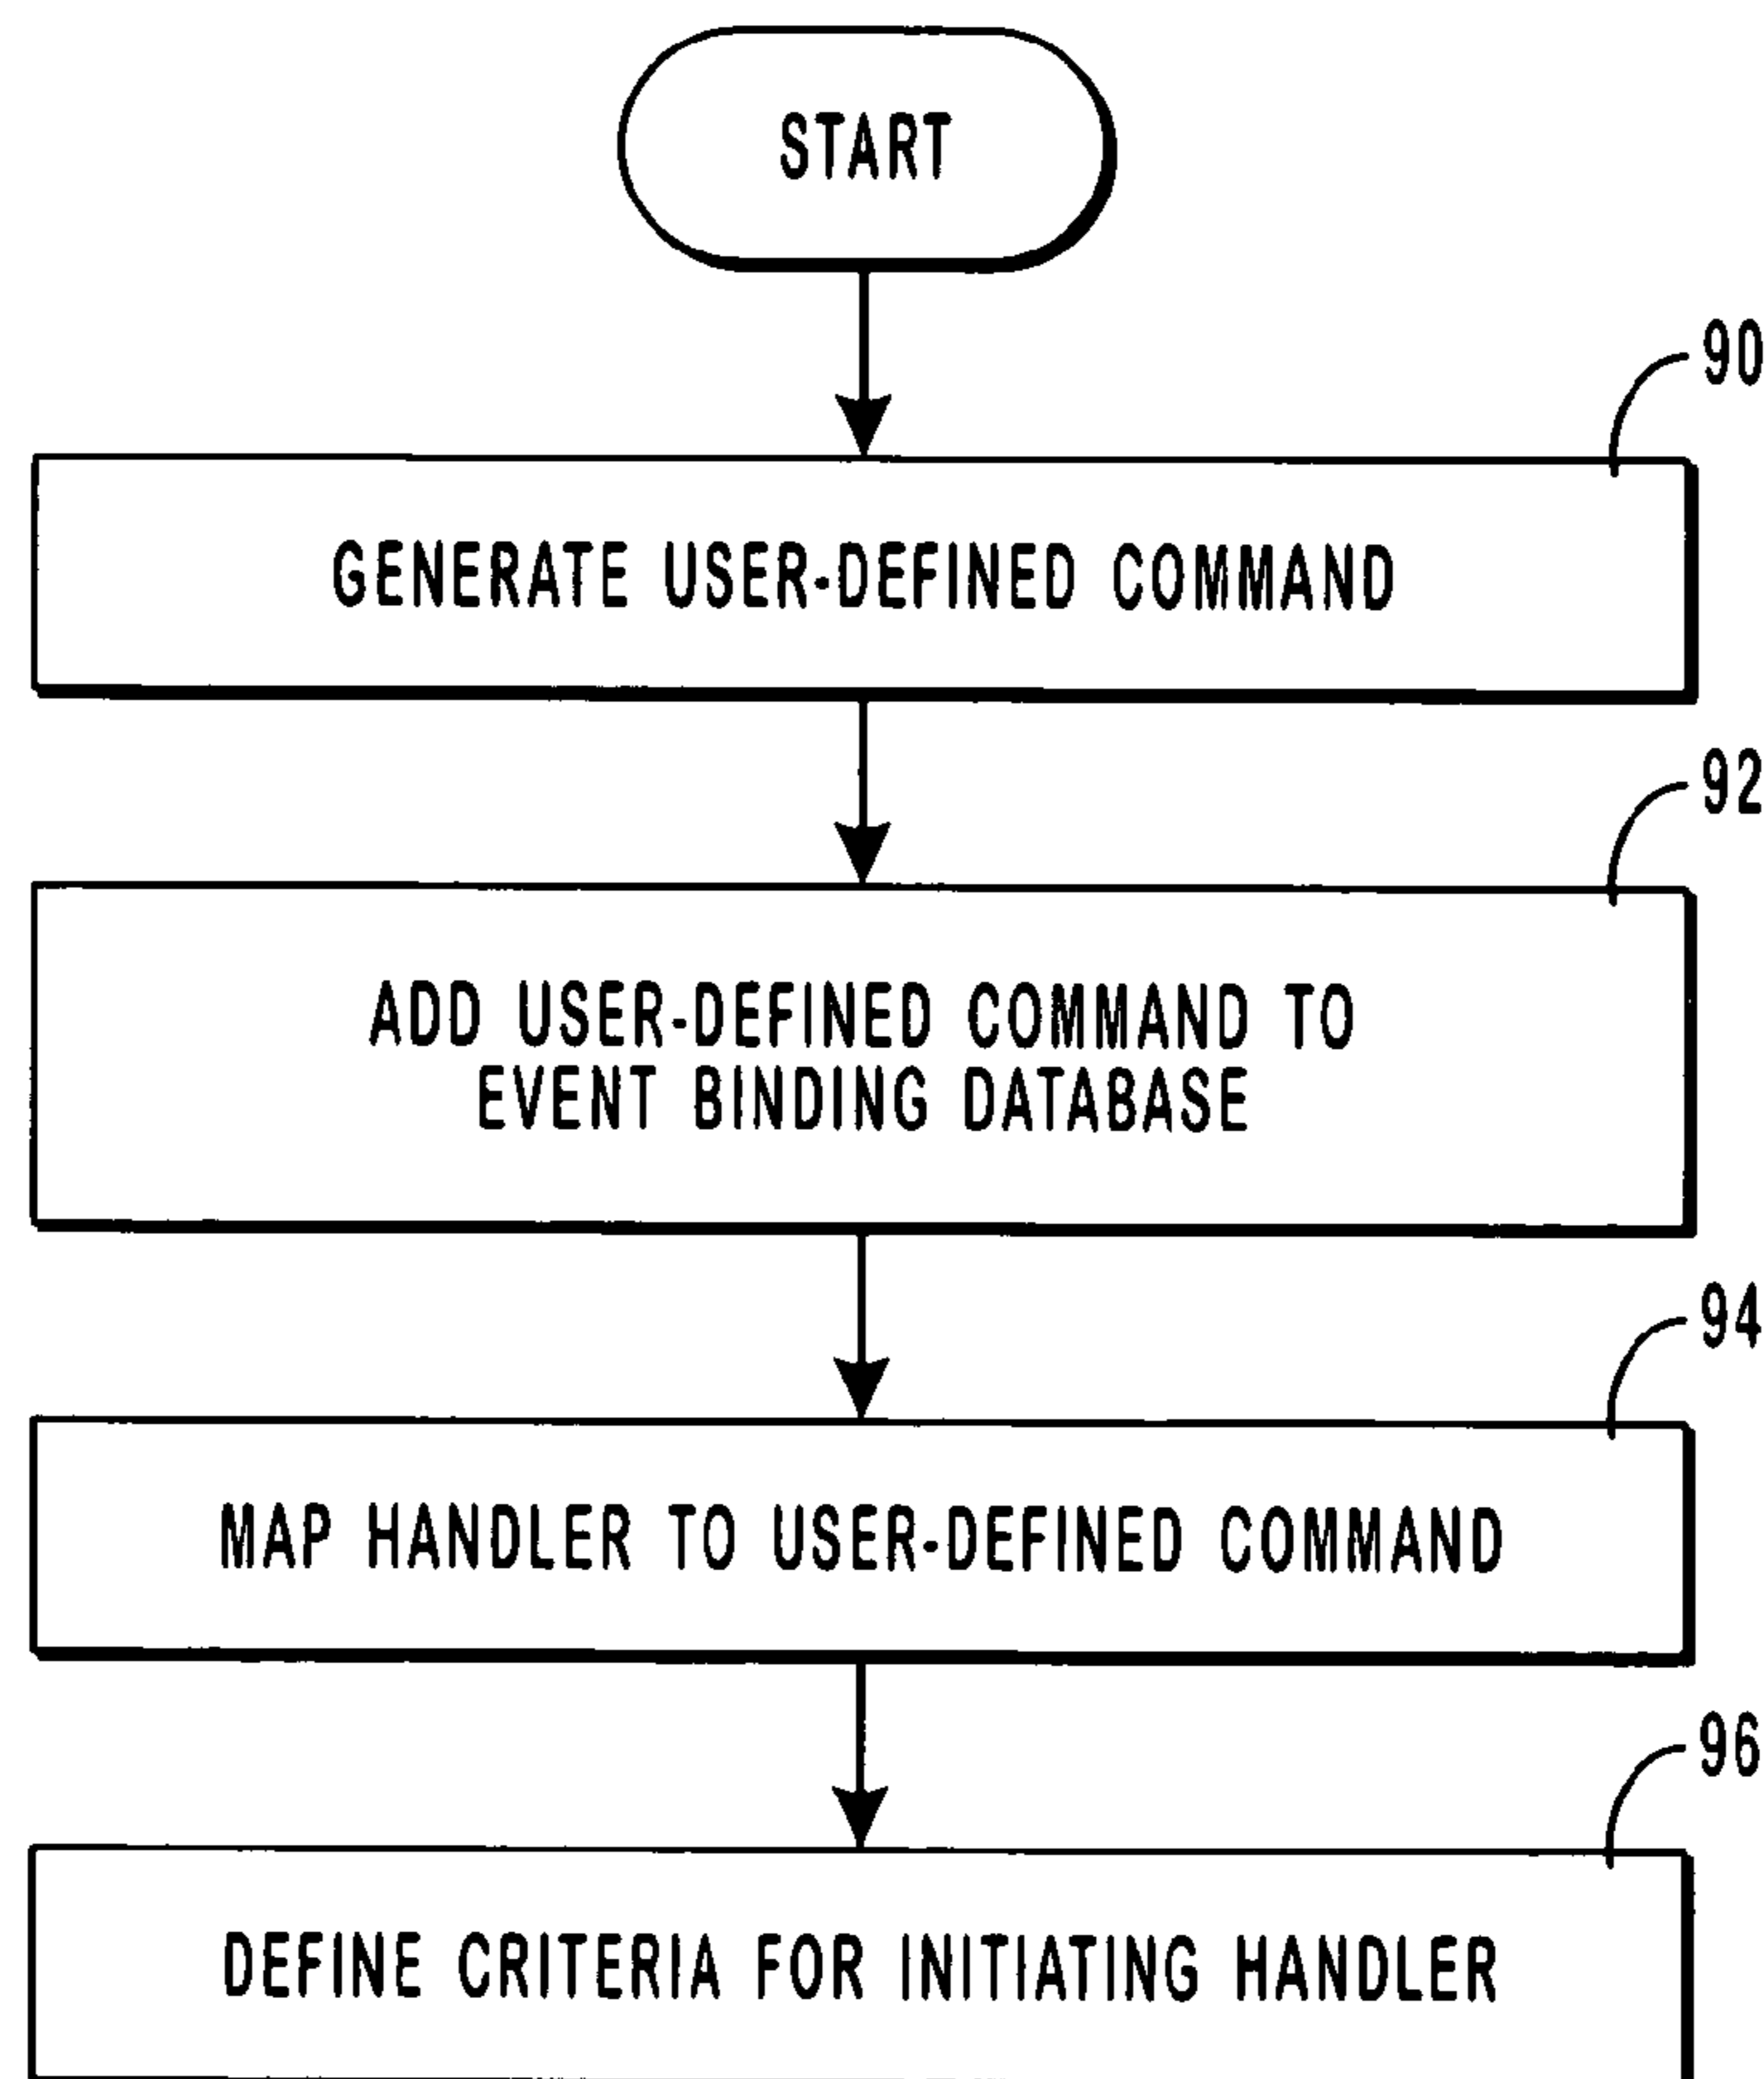 START
90
GENERATE USER-DEFINED COMMAND
92
ADD USER-DEFINED COMMAND TO
EVENT BINDING DATABASE
94
MAP HANDLER TO USER-DEFINED COMMAND
96
DEFINE CRITERIA FOR INITIATING HANDLER